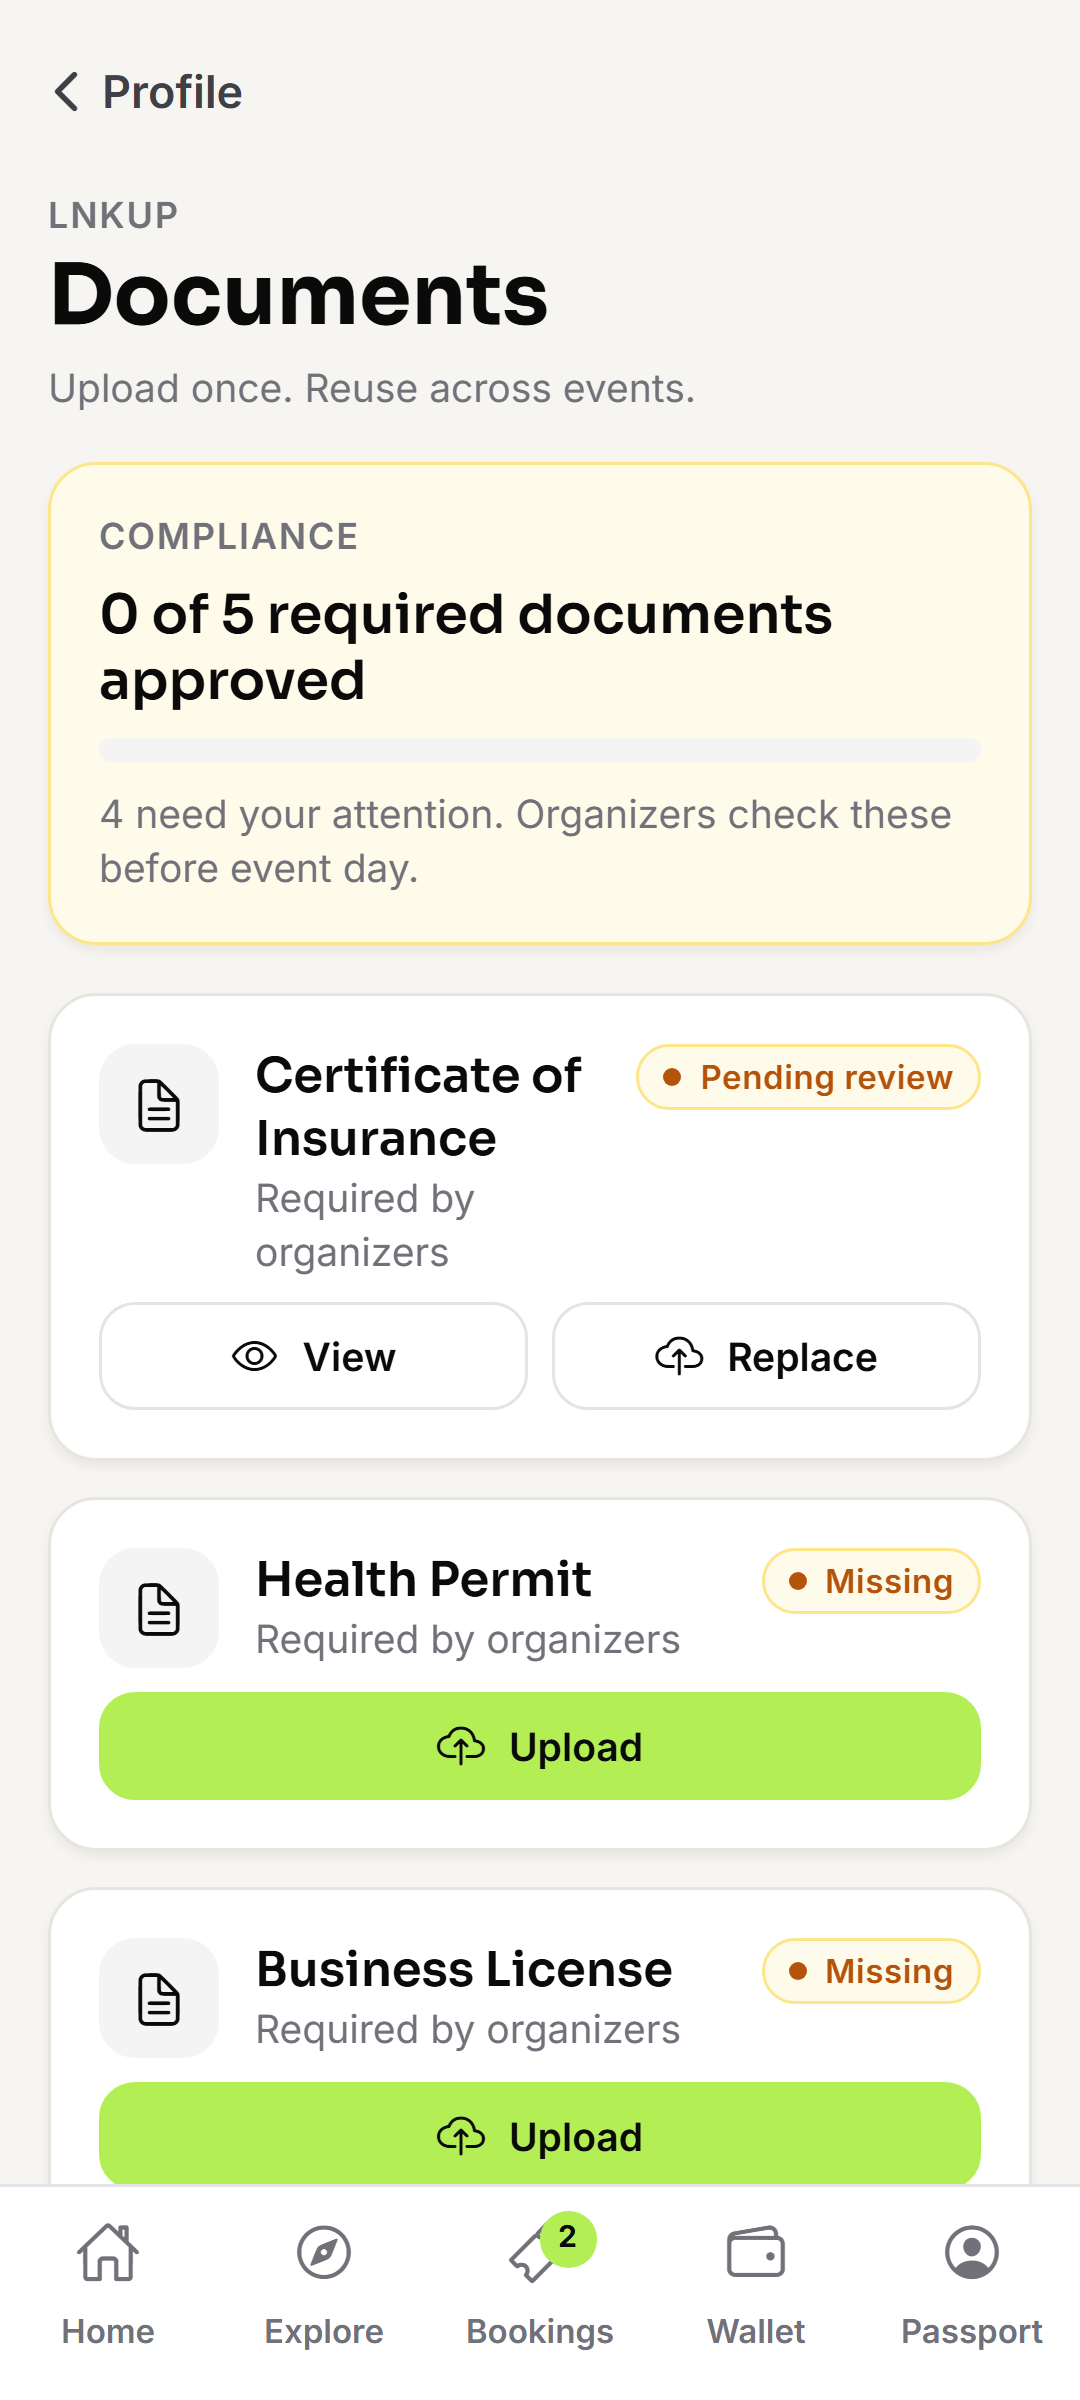 Profile
LNKUP
Documents
Upload once. Reuse across events.
COMPLIANCE
0 of 5 required documents
approved
4 need your attention. Organizers check these
before event day.
Certificate of
Insurance
Pending review
Required by
organizers
View
Replace
Health Permit
Missing
Required by organizers
Upload
Business License
Missing
Required by organizers
Upload
2
Home
Explore
Bookings
Wallet
Passport